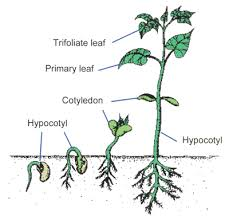 Trifoliate leaf
Primary leaf
Cotyledon
Hypocotyl
Hypocotyl